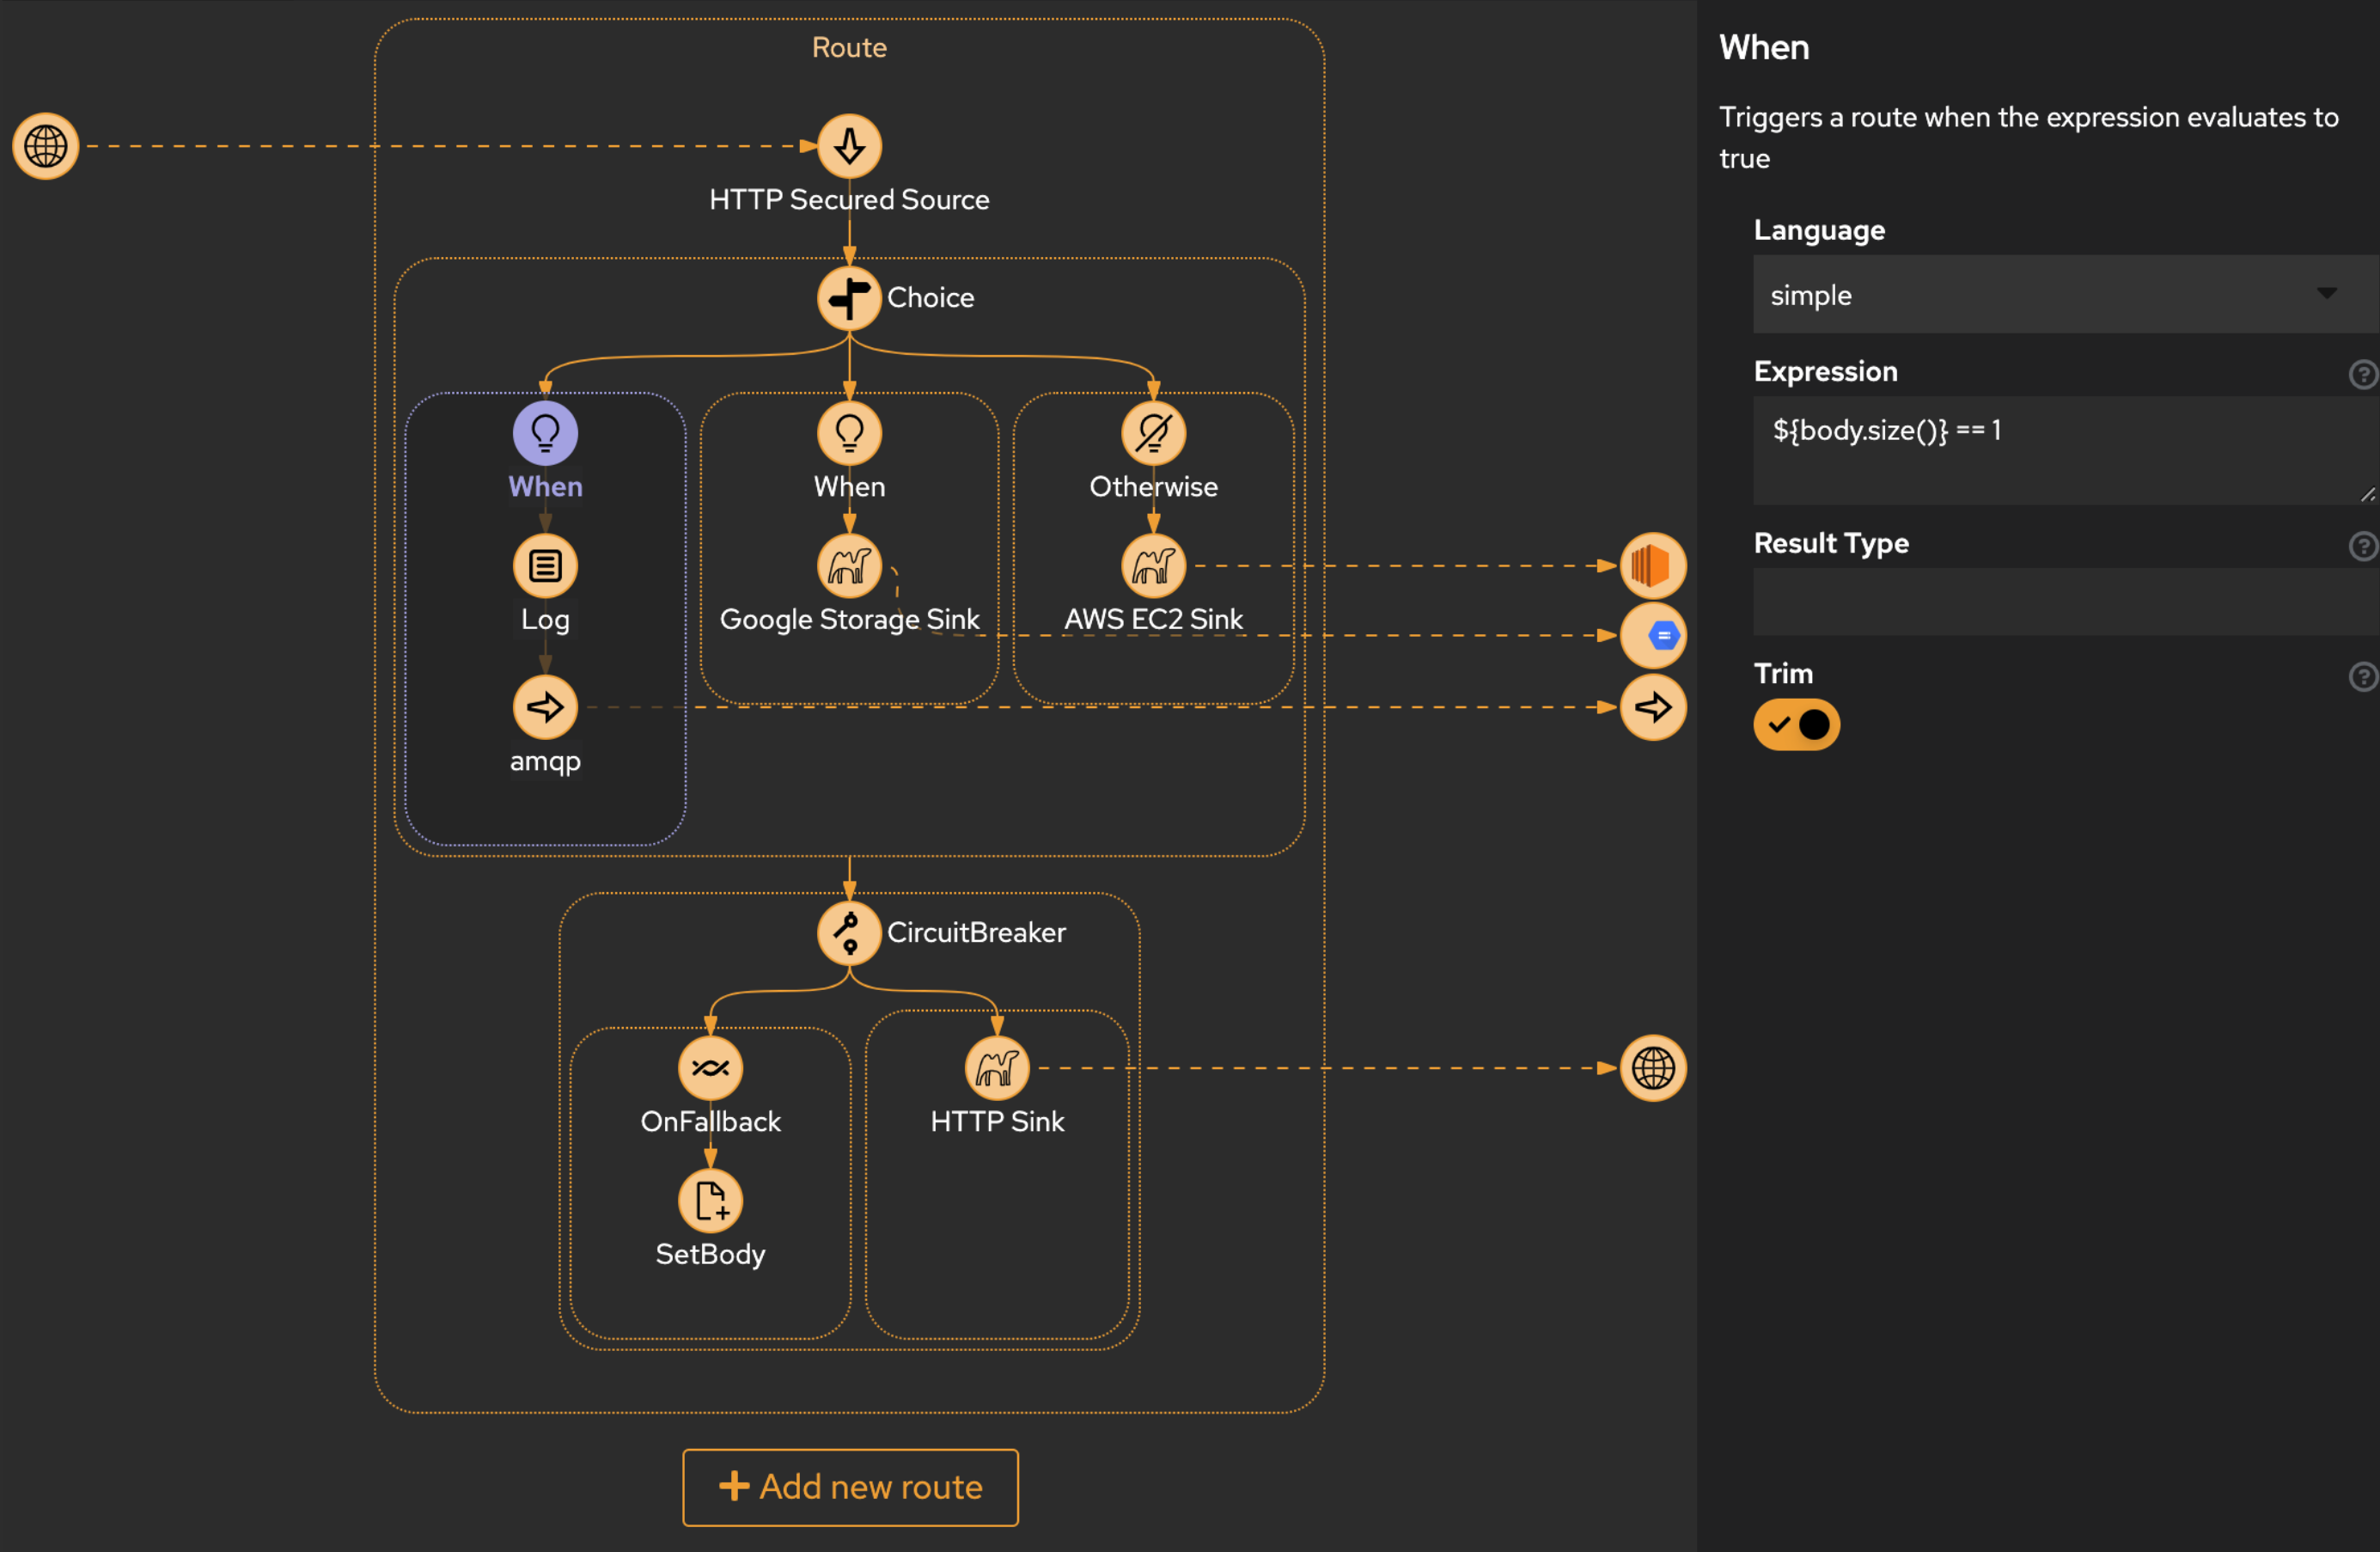 Route
HTTP Secured Source
Choice
When
When
Otherwise
Log
Google Storage Sink
AWS EC2 Sink
amqp
CircuitBreaker
OnFallback
HTTP Sink
SetBody
Add new route
When
Triggers a route when the expression evaluates to
true
Language
simple
Expression
${body.size()} == 1
Result Type
Trim